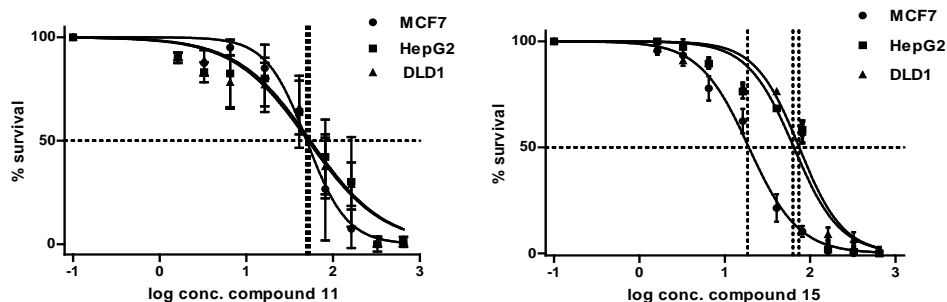 MCF7
HepG2
DLD1
100
50
0
% survival
-1 0 1 2 3
log conc. compound 11
MCF7
HepG2
DLD1
100
50
0
% survival
-1 0 1 2 3
log conc. compound 15